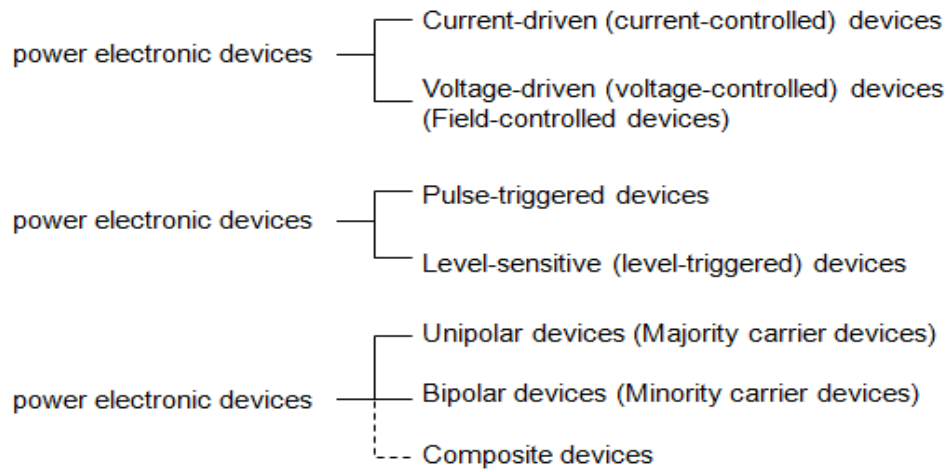 Current-driven (current-controlled) devices
power electronic devices
Voltage-driven (voltage-controlled) devices
(Field-controlled devices)
Pulse-triggered devices
power electronic devices
Level-sensitive (level-triggered) devices
Unipolar devices (Majority carrier devices)
power electronic devices
Bipolar devices (Minority carrier devices)
Composite devices